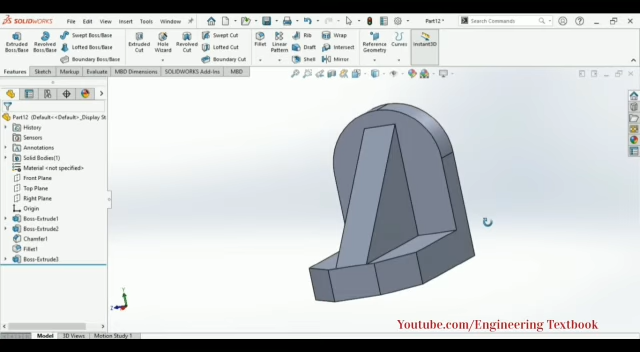 SOLIDWORKS File Edit View Insert Tools Window Part12 * Search Commands
Extruded Boss/Base
Revolved Boss/Base
Swept Boss/Base
Lofted Boss/Base
Boundary Boss/Base
Extruded Cut
Hole Wizard
Revolved Cut
Swept Cut
Lofted Cut
Boundary Cut
Fillet
Linear Pattern
Rib
Draft
Shell
Wrap
Intersect
Mirror
Reference Geometry
Curves
Instant3D
Features Sketch Markup Evaluate MBD Dimensions SOLIDWORKS Add-Ins MBD
Part12 (Default<<Default>_Display St
History
Sensors
Annotations
Solid Bodies(1)
Material <not specified>
Front Plane
Top Plane
Right Plane
Origin
Boss-Extrude1
Boss-Extrude2
Chamfer1
Fillet1
Boss-Extrude3
Y
Z
Youtube.com/Engineering Textbook
Model 3D Views Motion Study 1